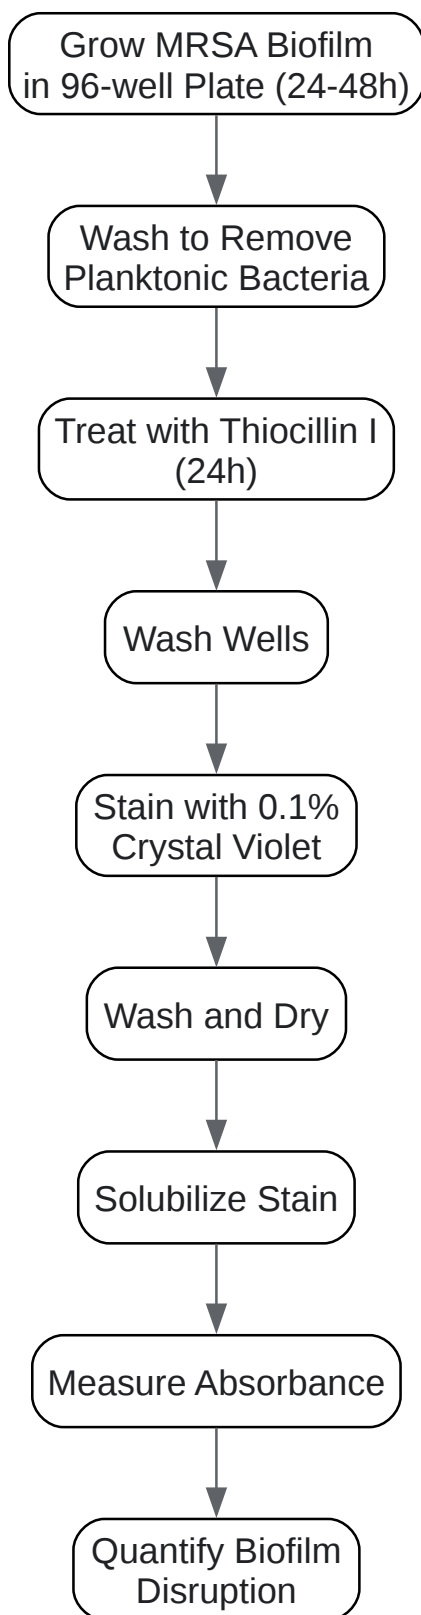 Grow MRSA Biofilm
in 96-well Plate (24-48h)
Wash to Remove
Planktonic Bacteria
Treat with Thiocillin I
(24h)
Wash Wells
Stain with 0.1%
Crystal Violet
Wash and Dry
Solubilize Stain
Measure Absorbance
Quantify Biofilm
Disruption